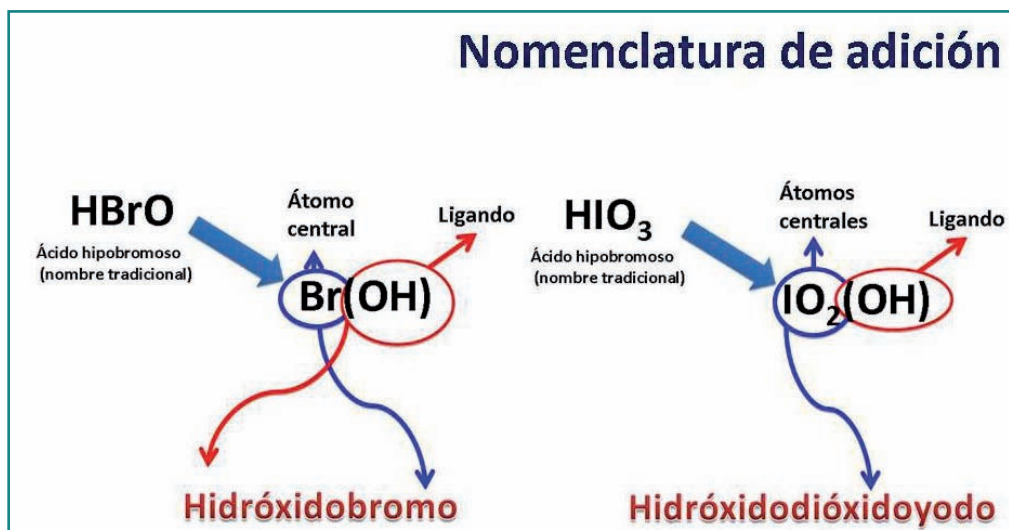 Nomenclatura de adición
HBrO
Ácido hipobromoso
(nombre tradicional)
Átomo
central
Ligando
Br(OH)
Hidróxidobromo
HIO₃
Ácido hipobromoso
(nombre tradicional)
Átomos
centrales
Ligando
IO₂(OH)
Hidróxidodióxidoyodo